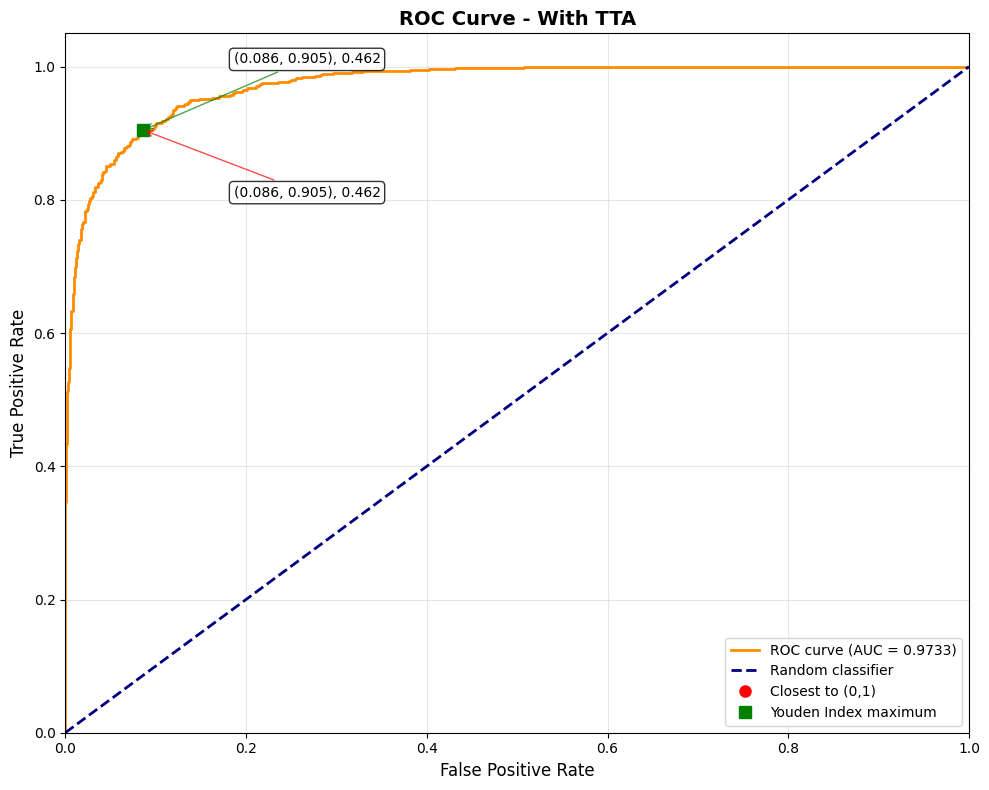 ROC Curve - With TTA
(0.086, 0.905), 0.462
(0.086, 0.905), 0.462
True Positive Rate
1.0
0.8
0.6
0.4
0.2
0.0
0.0 0.2 0.4 0.6 0.8 1.0
False Positive Rate
ROC curve (AUC = 0.9733)
Random classifier
Closest to (0,1)
Youden Index maximum